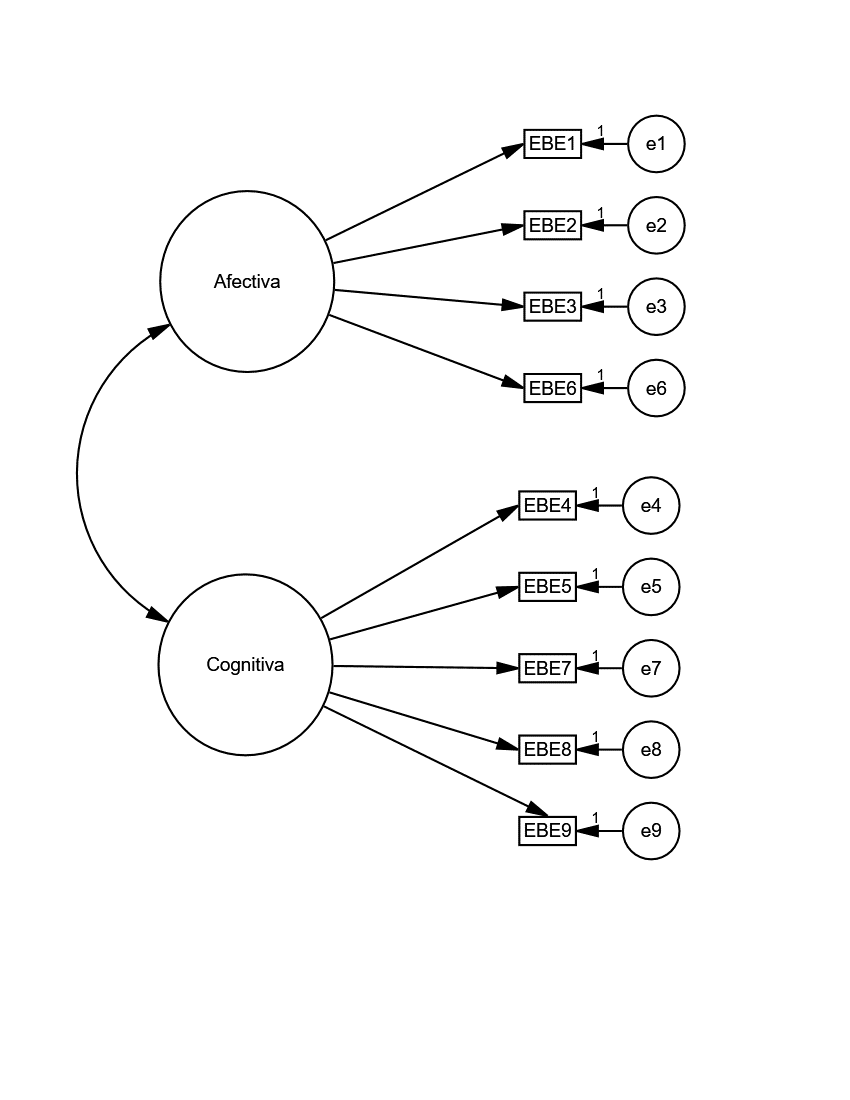 EBE1
1
e1
EBE2
1
e2
Afectiva
EBE3
1
e3
EBE6
1
e6
EBE4
1
e4
EBE5
1
e5
Cognitiva
EBE7
1
e7
EBE8
1
e8
EBE9
1
e9